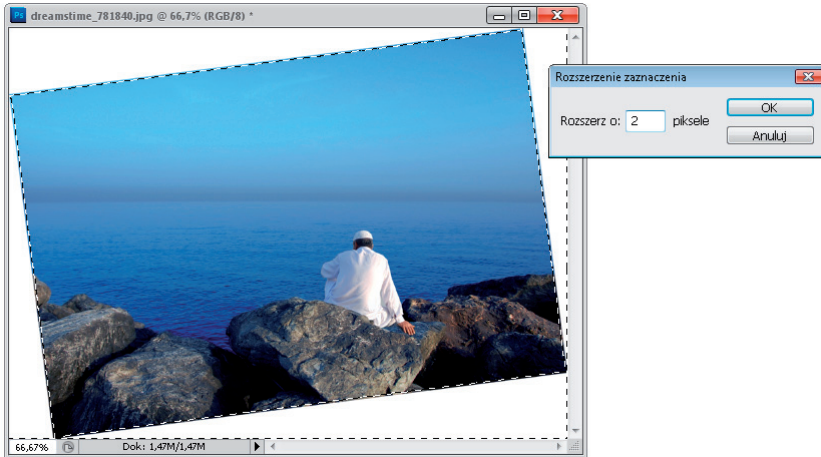 Ps dreamstime_781840.jpg @ 66,7% (RGB/8) *
Rozszerzenie zaznaczenia
Rozszerz o: 2 piksele
OK
Anuluj
66,67% Dok: 1,47M/1,47M